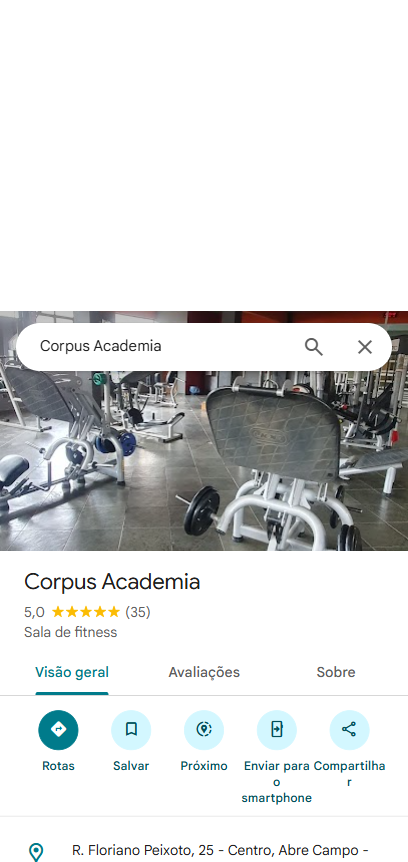 Corpus Academia
Corpus Academia
5,0 (35)
Sala de fitness
Visão geral
Avaliações
Sobre
Rotas
Salvar
Próximo
Enviar para
o
smartphone
Compartilha
r
R. Floriano Peixoto, 25 - Centro, Abre Campo -